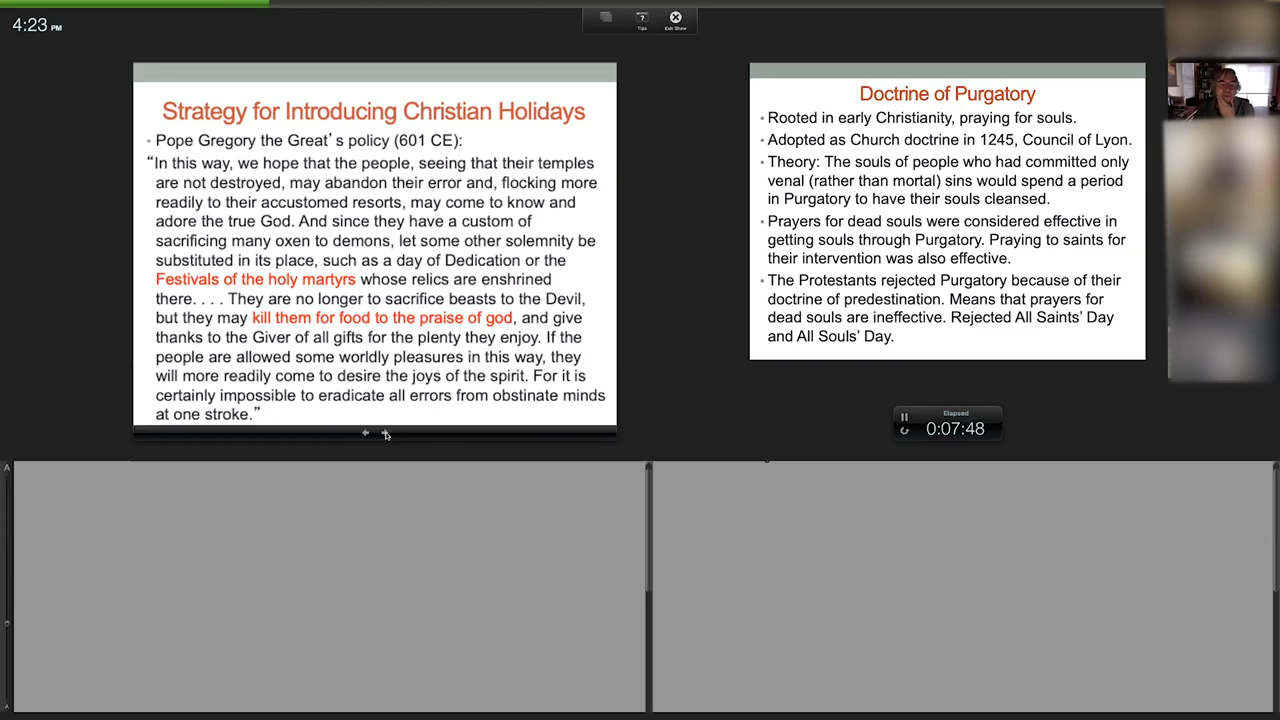 4:23 PM
Tips
Exit Show
Strategy for Introducing Christian Holidays
• Pope Gregory the Great's policy (601 CE):
“In this way, we hope that the people, seeing that their temples
are not destroyed, may abandon their error and, flocking more
readily to their accustomed resorts, may come to know and
adore the true God. And since they have a custom of
sacrificing many oxen to demons, let some other solemnity be
substituted in its place, such as a day of Dedication or the
Festivals of the holy martyrs whose relics are enshrined
there. . . . They are no longer to sacrifice beasts to the Devil,
but they may kill them for food to the praise of god, and give
thanks to the Giver of all gifts for the plenty they enjoy. If the
people are allowed some worldly pleasures in this way, they
will more readily come to desire the joys of the spirit. For it is
certainly impossible to eradicate all errors from obstinate minds
at one stroke.”
Doctrine of Purgatory
• Rooted in early Christianity, praying for souls.
• Adopted as Church doctrine in 1245, Council of Lyon.
• Theory: The souls of people who had committed only
venal (rather than mortal) sins would spend a period
in Purgatory to have their souls cleansed.
• Prayers for dead souls were considered effective in
getting souls through Purgatory. Praying to saints for
their intervention was also effective.
• The Protestants rejected Purgatory because of their
doctrine of predestination. Means that prayers for
dead souls are ineffective. Rejected All Saints' Day
and All Souls' Day.
Elapsed
0:07:48
A
A